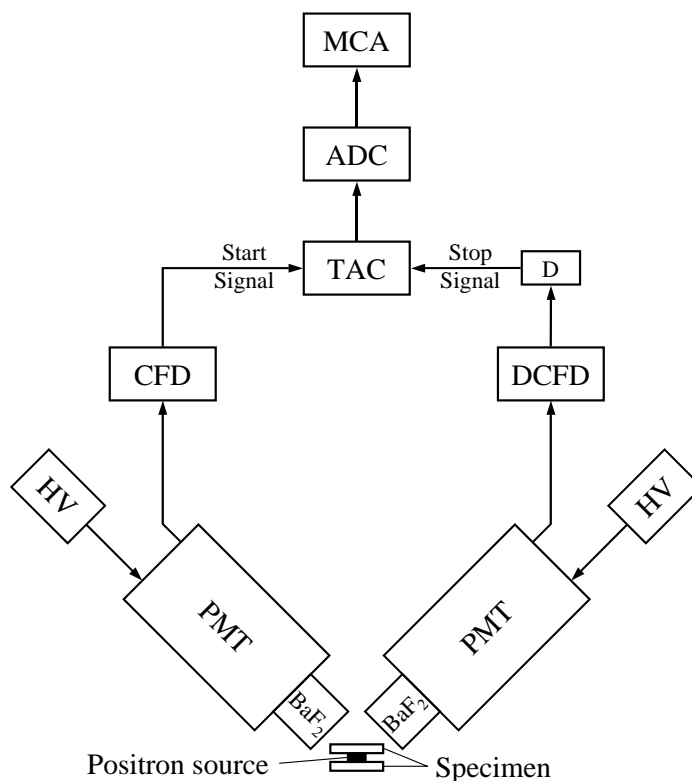 MCA
ADC
Start
Signal
TAC
Stop
Signal
D
CFD
DCFD
HV
HV
PMT
PMT
BaF₂
BaF₂
Positron source
Specimen